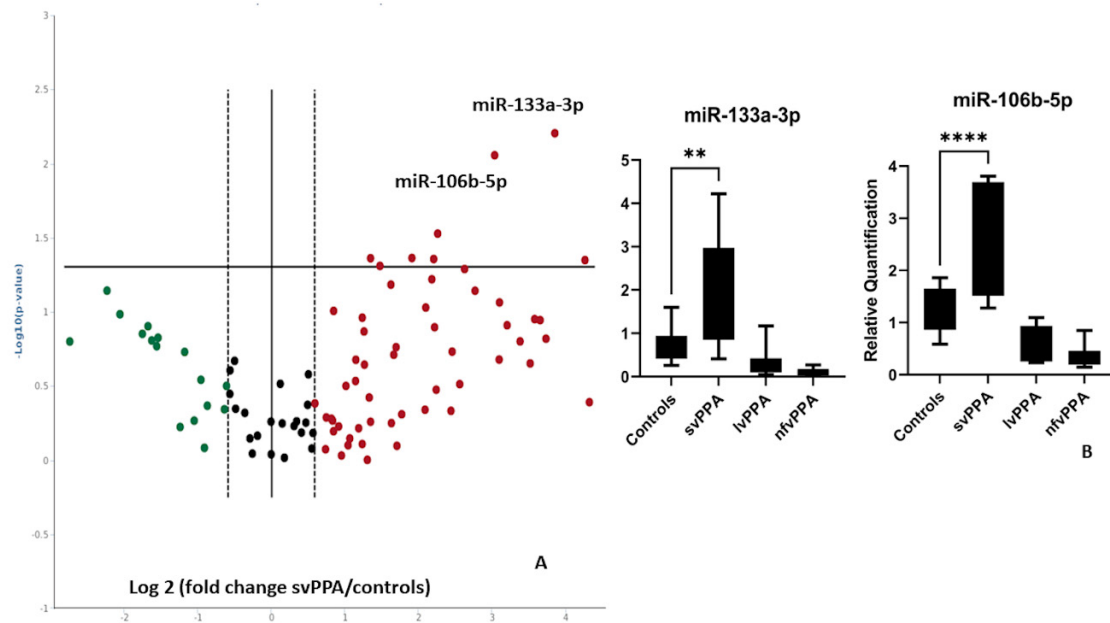 3
2.5
2
1.5
1
0.5
0
-0.5
-1
-Log10(p-value)
miR-133a-3p
miR-106b-5p
Log 2 (fold change svPPA/controls)
A
-2
-1
0
1
2
3
4
miR-133a-3p
**
5
4
3
2
1
0
Controls
svPPA
lvPPA
nfvPPA
miR-106b-5p
****
Relative Quantification
4
3
2
1
0
Controls
svPPA
lvPPA
nfvPPA
B